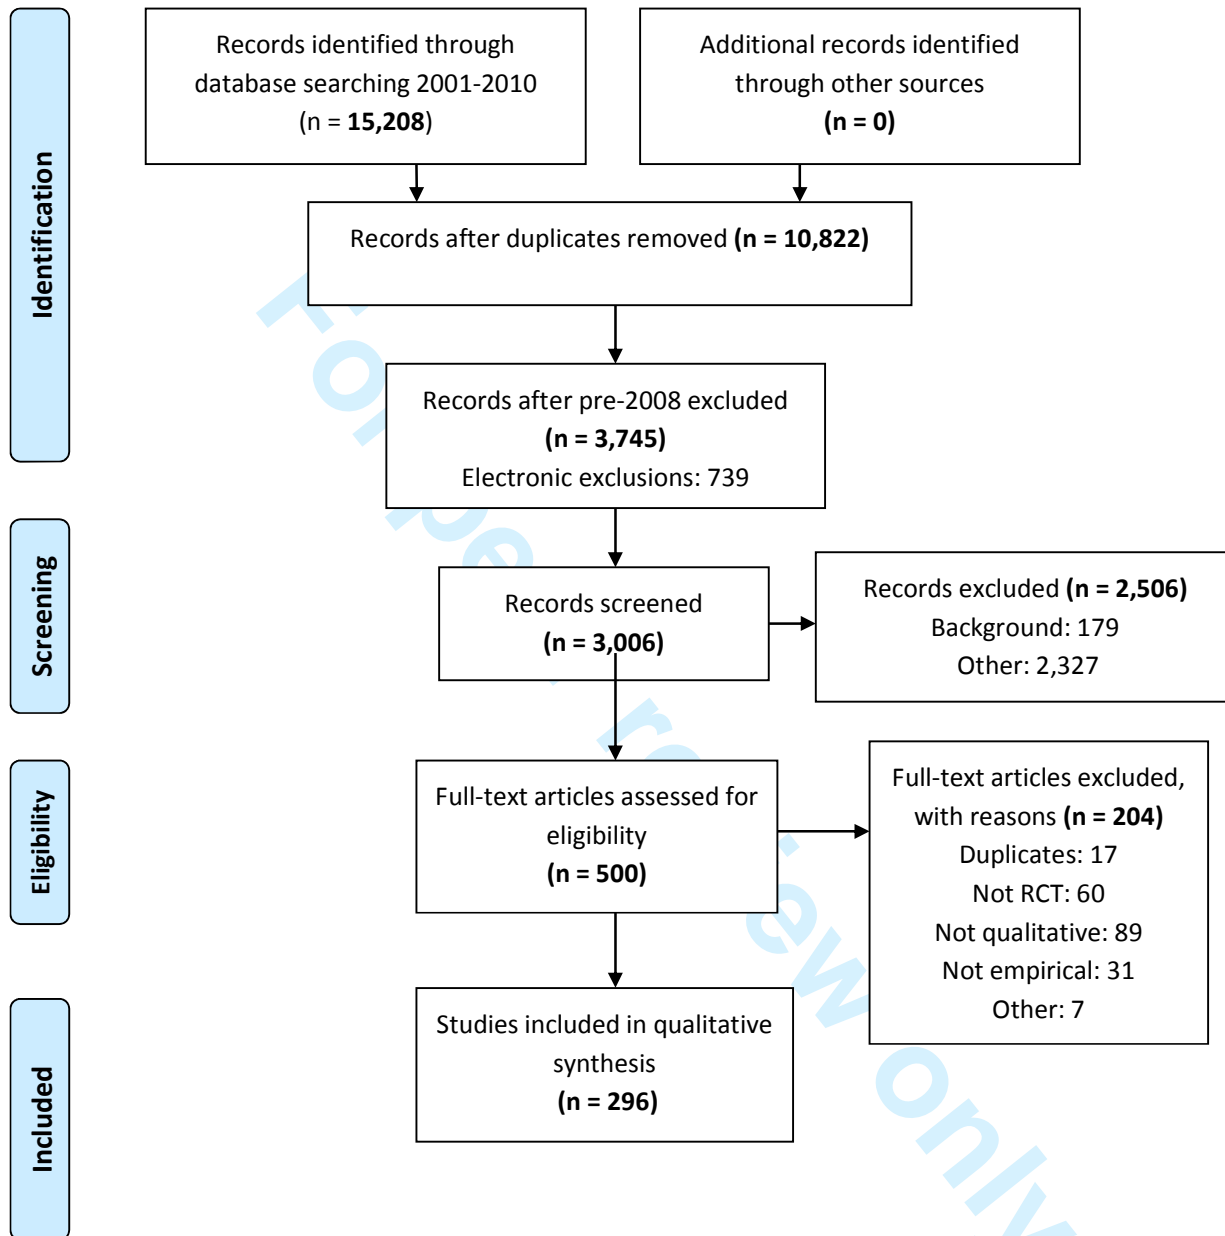 Identification
Records identified through
database searching 2001-2010
(n = 15,208)
Additional records identified
through other sources
(n = 0)
Records after duplicates removed (n = 10,822)
Records after pre-2008 excluded
(n = 3,745)
Electronic exclusions: 739
Screening
Records screened
(n = 3,006)
Records excluded (n = 2,506)
Background: 179
Other: 2,327
Eligibility
Full-text articles assessed for
eligibility
(n = 500)
Full-text articles excluded,
with reasons (n = 204)
Duplicates: 17
Not RCT: 60
Not qualitative: 89
Not empirical: 31
Other: 7
Included
Studies included in qualitative
synthesis
(n = 296)
For peer review only